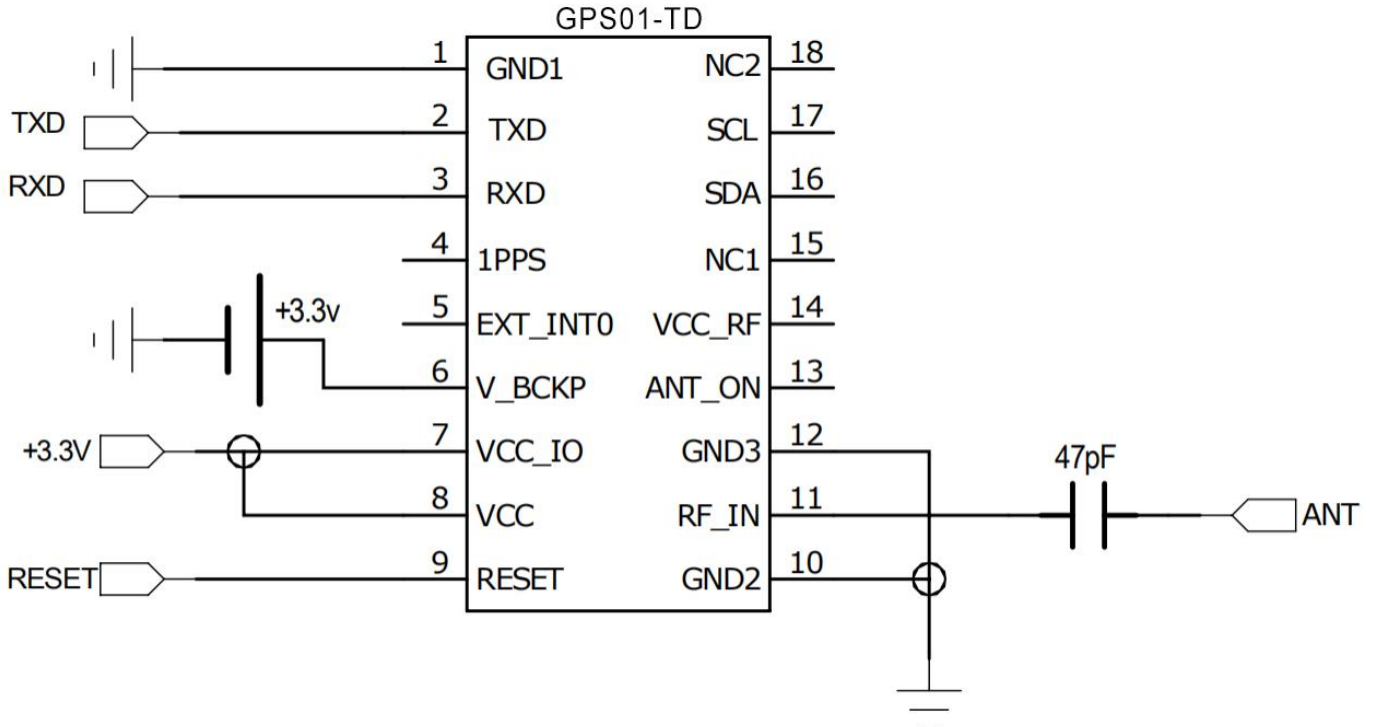 GPS01-TD
1 GND1 NC2 18
TXD 2 TXD SCL 17
RXD 3 RXD SDA 16
4 1PPS NC1 15
+3.3v 5 EXT_INT0 VCC_RF 14
6 V_BCKP ANT_ON 13
+3.3V 7 VCC_IO GND3 12
47pF
8 VCC RF_IN 11 ANT
RESET 9 RESET GND2 10